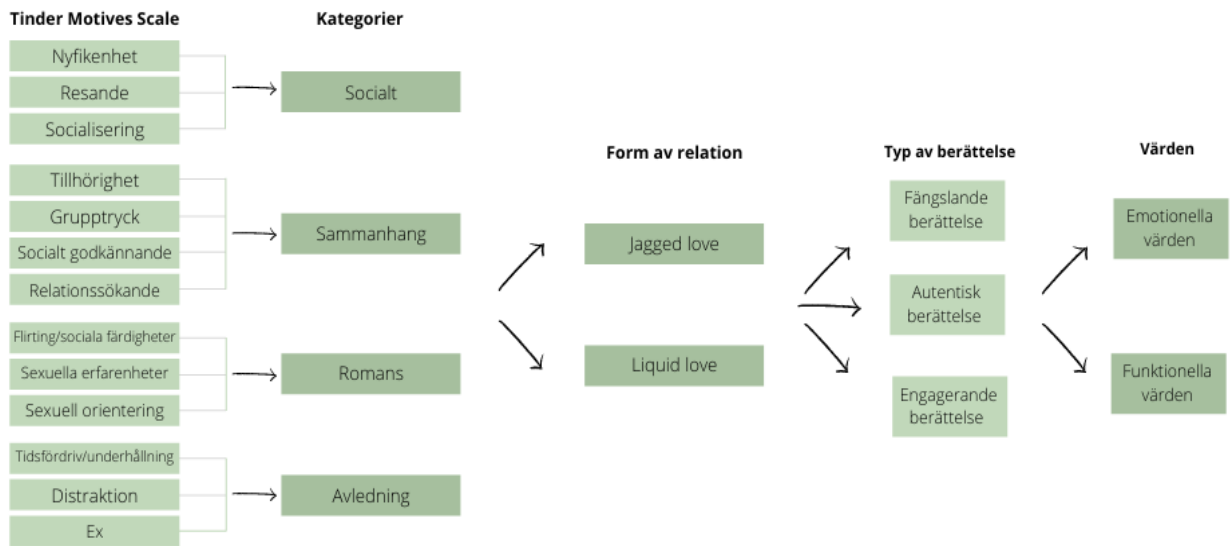 Tinder Motives Scale
Kategorier
Nyfikenhet
Resande
Socialisering
Socialt
Tillhörighet
Grupptryck
Socialt godkännande
Relationssökande
Sammanhang
Flirting/sociala färdigheter
Sexuella erfarenheter
Sexuell orientering
Romans
Tidsfördriv/underhållning
Distraktion
Ex
Avledning
Form av relation
Jagged love
Liquid love
Typ av berättelse
Fängslande
berättelse
Autentisk
berättelse
Engagerande
berättelse
Värden
Emotionella
värden
Funktionella
värden